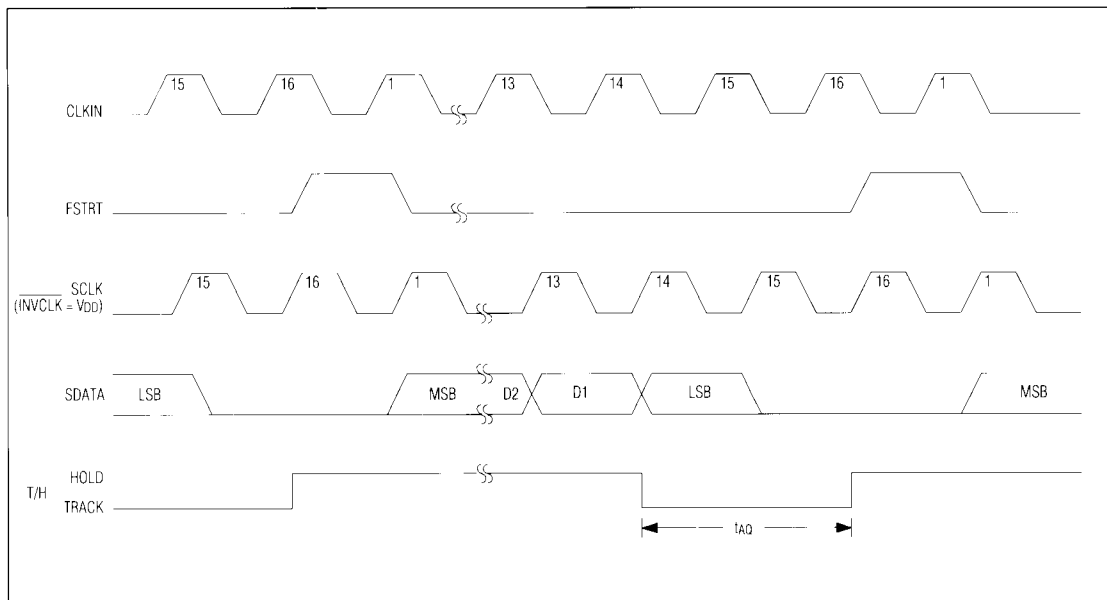 CLKIN 15 16 1 13 14 15 16 1
FSTRT
SCLK 15 16 1 13 14 15 16 1
(INVCLK = VDD)
SDATA LSB MSB D2 D1 LSB MSB
T/H HOLD
TRACK
tAQ